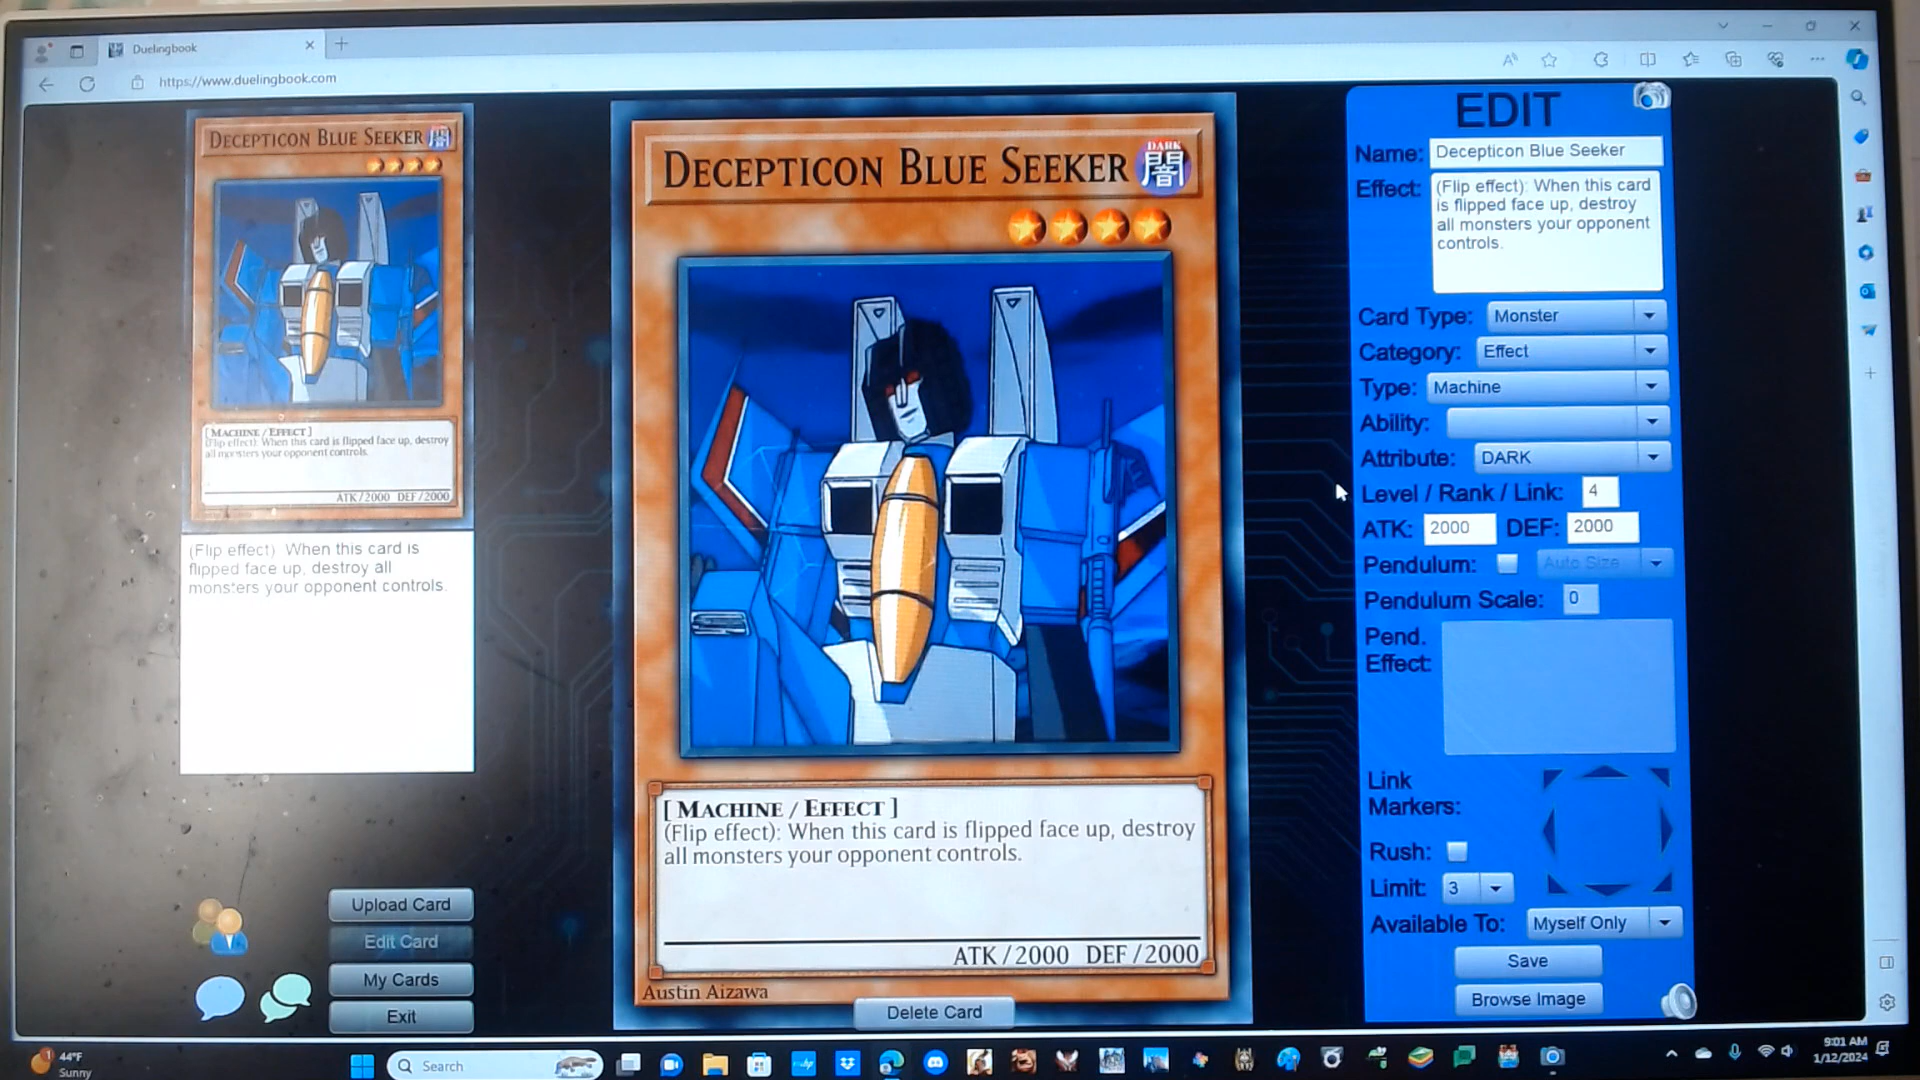 Duelingbook
https://www.duelingbook.com
DECEPTICON BLUE SEEKER
闇
[ MACHINE / EFFECT ]
(Flip effect): When this card is flipped face up, destroy
all monsters your opponent controls.
ATK/2000 DEF/2000
(Flip effect): When this card is
flipped face up, destroy all
monsters your opponent controls.
Upload Card
Edit Card
My Cards
Exit
DECEPTICON BLUE SEEKER
DARK
闇
[ MACHINE / EFFECT ]
(Flip effect): When this card is flipped face up, destroy
all monsters your opponent controls.
ATK/2000 DEF/2000
Austin Aizawa
Delete Card
EDIT
Name: Decepticon Blue Seeker
Effect: (Flip effect): When this card
is flipped face up, destroy
all monsters your opponent
controls.
Card Type: Monster
Category: Effect
Type: Machine
Ability:
Attribute: DARK
Level / Rank / Link: 4
ATK: 2000 DEF: 2000
Pendulum: Auto Size
Pendulum Scale: 0
Pend.
Effect:
Link
Markers:
Rush:
Limit: 3
Available To: Myself Only
Save
Browse Image
1
44°F
Sunny
Search
9:01 AM
1/12/2024